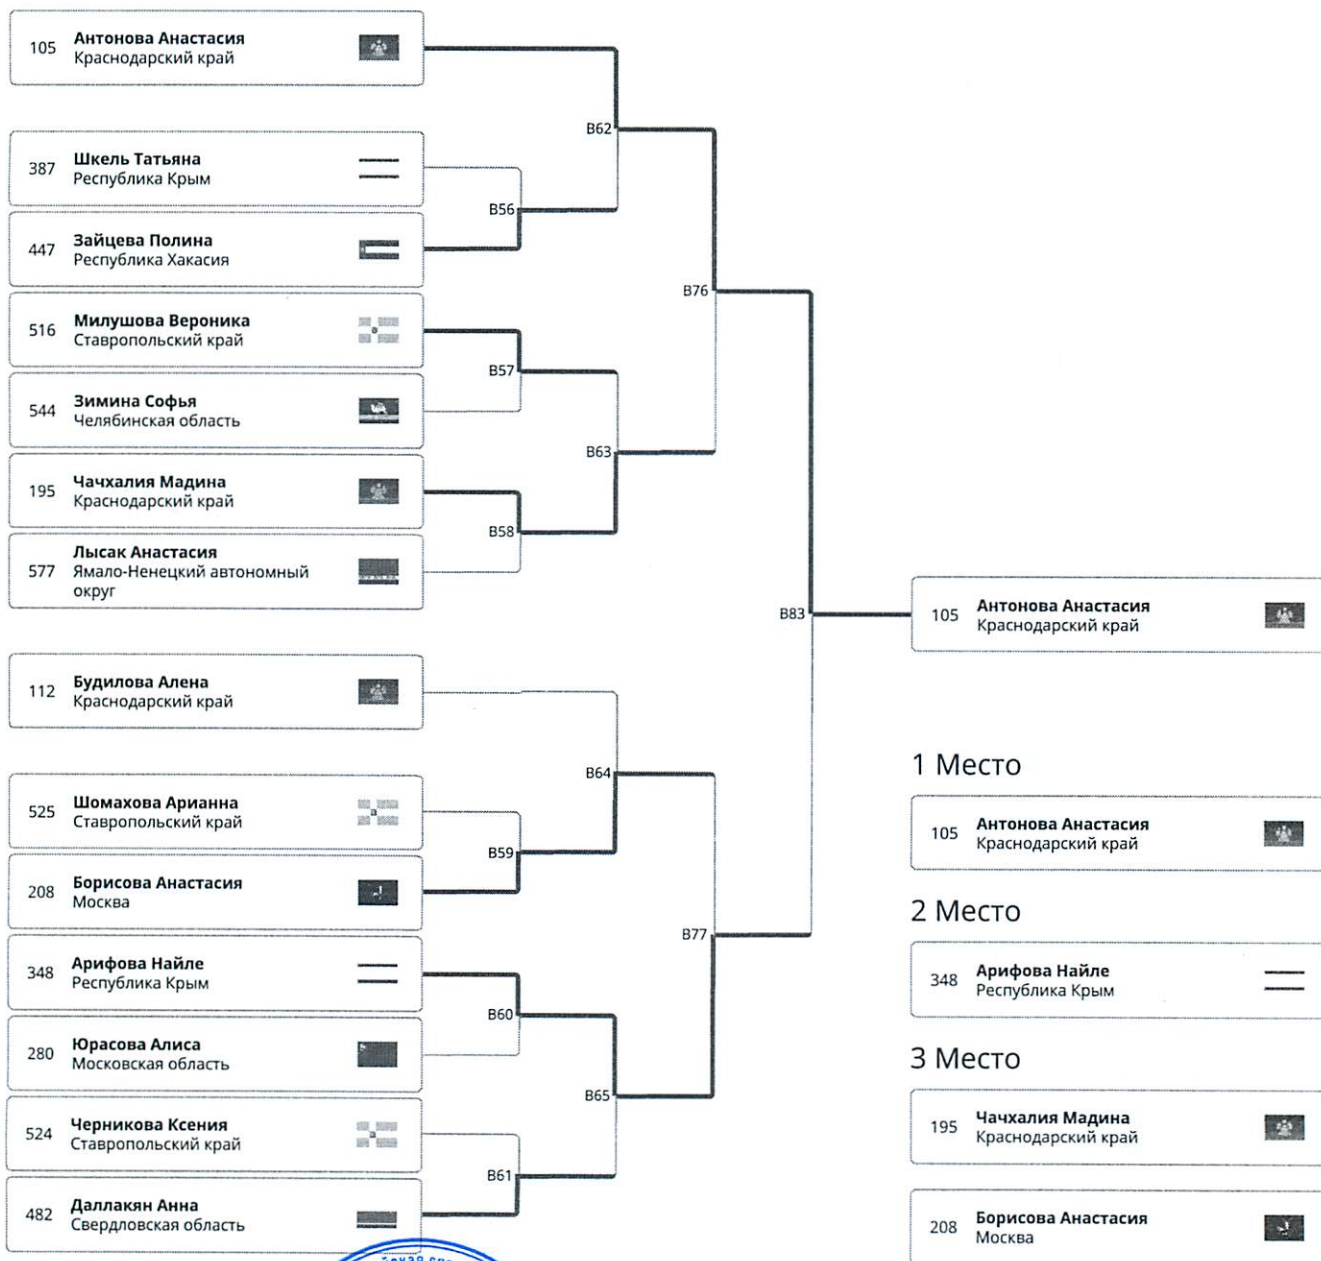 105 Антонова Анастасия
Краснодарский край
387 Шкель Татьяна
Республика Крым
447 Зайцева Полина
Республика Хакасия
516 Милушова Вероника
Ставропольский край
544 Зимина Софья
Челябинская область
195 Чачхалия Мадина
Краснодарский край
577 Лысак Анастасия
Ямало-Ненецкий автономный
округ
112 Будилова Алена
Краснодарский край
525 Шомахова Арианна
Ставропольский край
208 Борисова Анастасия
Москва
348 Арифова Найле
Республика Крым
280 Юрасова Алиса
Московская область
524 Черникова Ксения
Ставропольский край
482 Даллакян Анна
Свердловская область
B56
B57
B58
B59
B60
B61
B62
B63
B64
B65
B76
B77
B83
105 Антонова Анастасия
Краснодарский край
1 Место
105 Антонова Анастасия
Краснодарский край
2 Место
348 Арифова Найле
Республика Крым
3 Место
195 Чачхалия Мадина
Краснодарский край
208 Борисова Анастасия
Москва